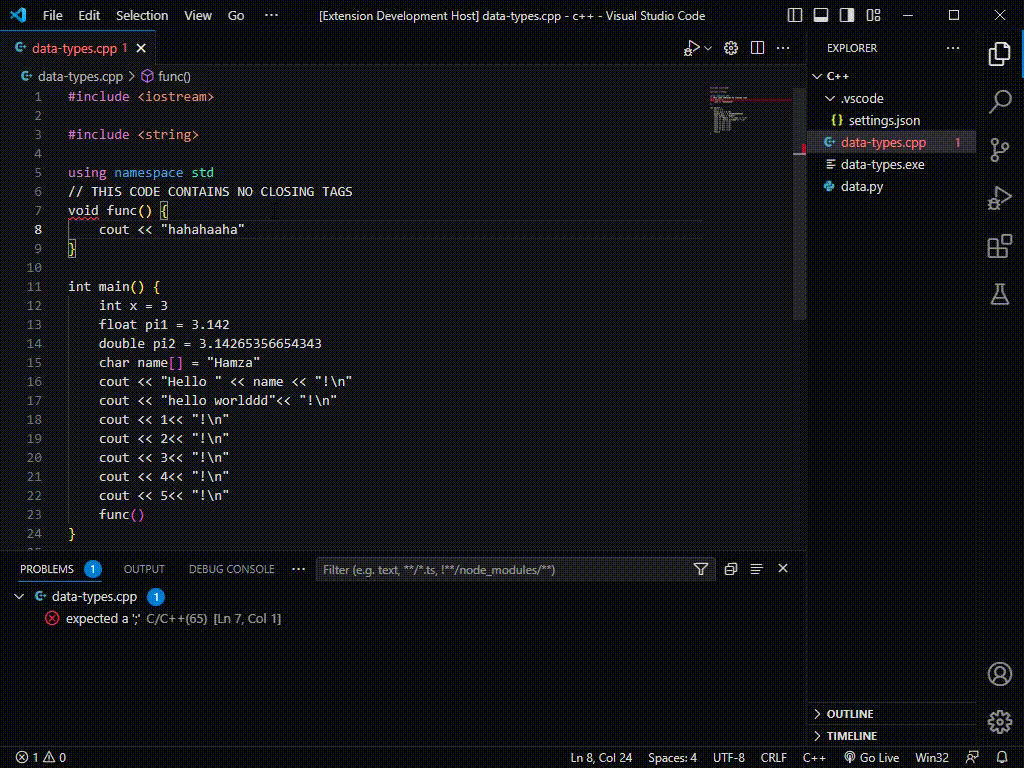 File Edit Selection View Go ··· [Extension Development Host] data-types.cpp - c++ - Visual Studio Code
data-types.cpp 1
data-types.cpp > func()
1 #include <iostream>
2
3 #include <string>
4
5 using namespace std
6 // THIS CODE CONTAINS NO CLOSING TAGS
7 void func() {
8 cout << "hahahaaha"
9 }
10
11 int main() {
12 int x = 3
13 float pi1 = 3.142
14 double pi2 = 3.14265356654343
15 char name[] = "Hamza"
16 cout << "Hello " << name << "!\n"
17 cout << "hello worlddd"<< "!\n"
18 cout << 1<< "!\n"
19 cout << 2<< "!\n"
20 cout << 3<< "!\n"
21 cout << 4<< "!\n"
22 cout << 5<< "!\n"
23 func()
24 }
EXPLORER ···
C++
.vscode
{} settings.json
data-types.cpp 1
data-types.exe
data.py
OUTLINE
TIMELINE
PROBLEMS 1 OUTPUT DEBUG CONSOLE ··· Filter (e.g. text, **/*.ts, !**/node_modules/**)
data-types.cpp 1
expected a ';' C/C++(65) [Ln 7, Col 1]
1 0 Ln 8, Col 24 Spaces: 4 UTF-8 CRLF C++ Go Live Win32